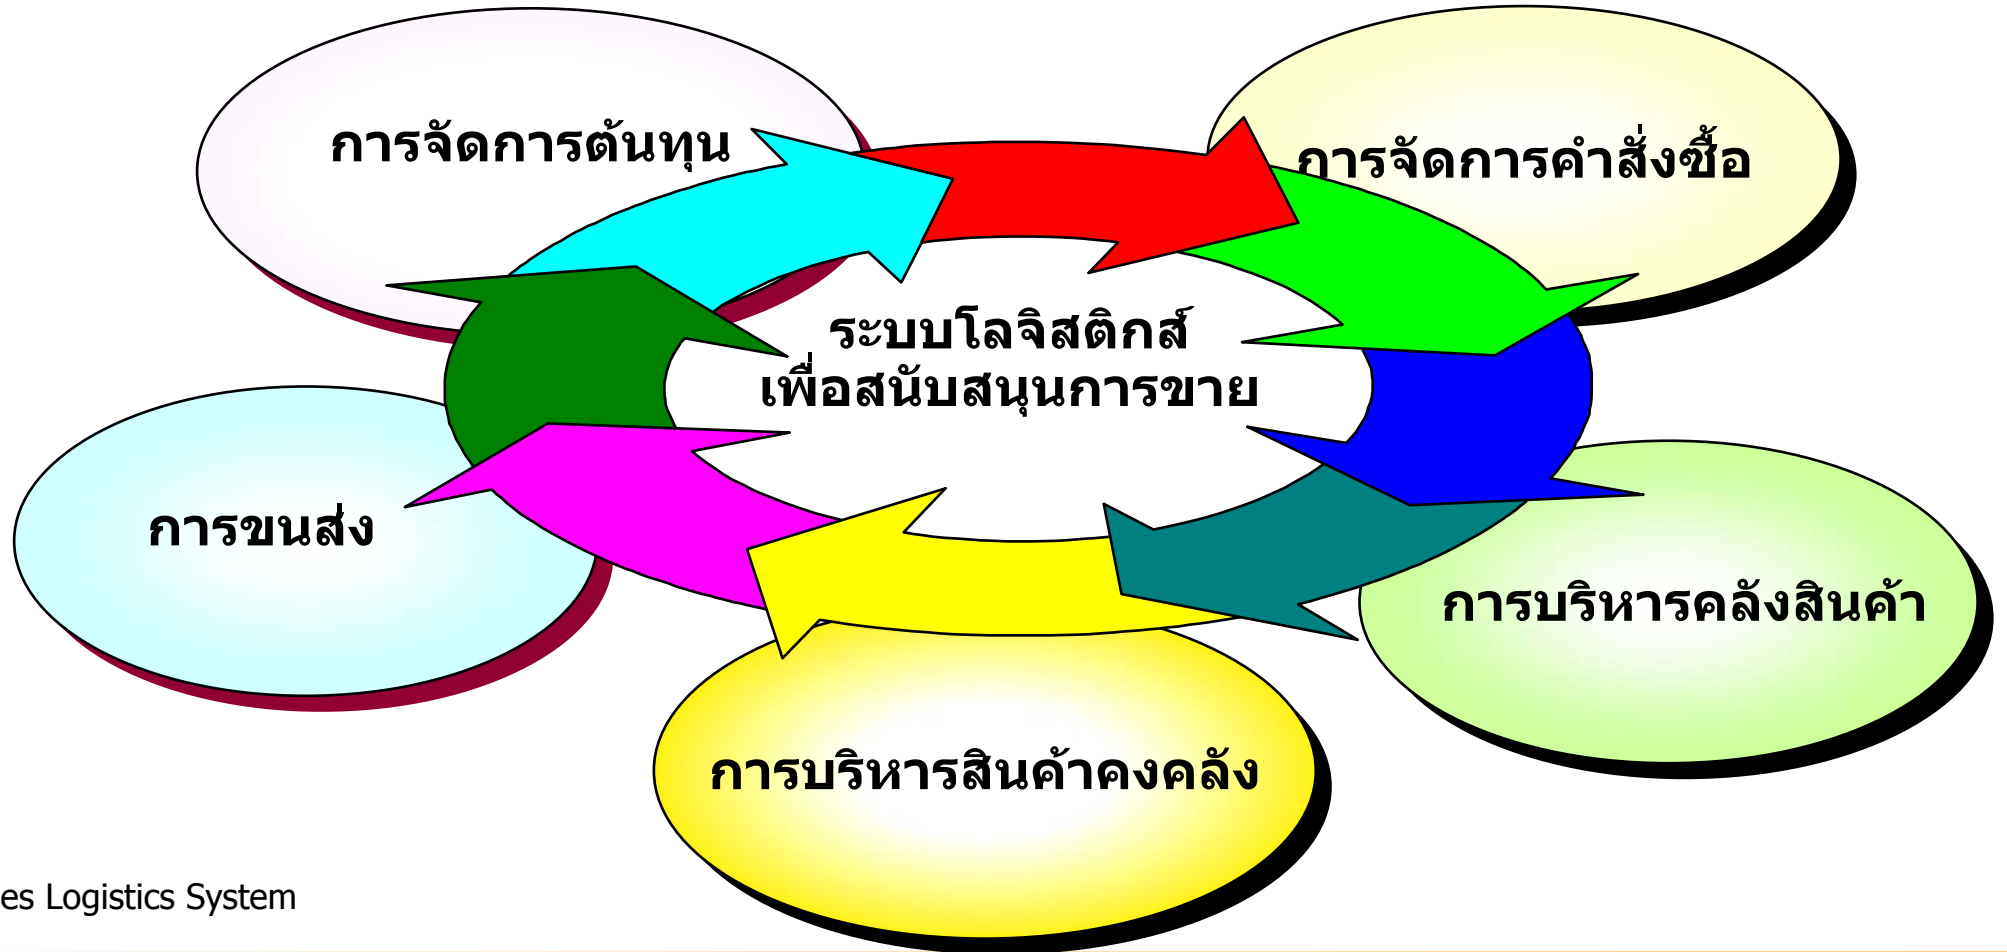 การจัดการต้นทุน
การจัดการคำสั่งซื้อ
ระบบโลจิสติกส์
เพื่อสนับสนุนการขาย
การขนส่ง
การบริหารคลังสินค้า
การบริหารสินค้าคงคลัง
es Logistics System